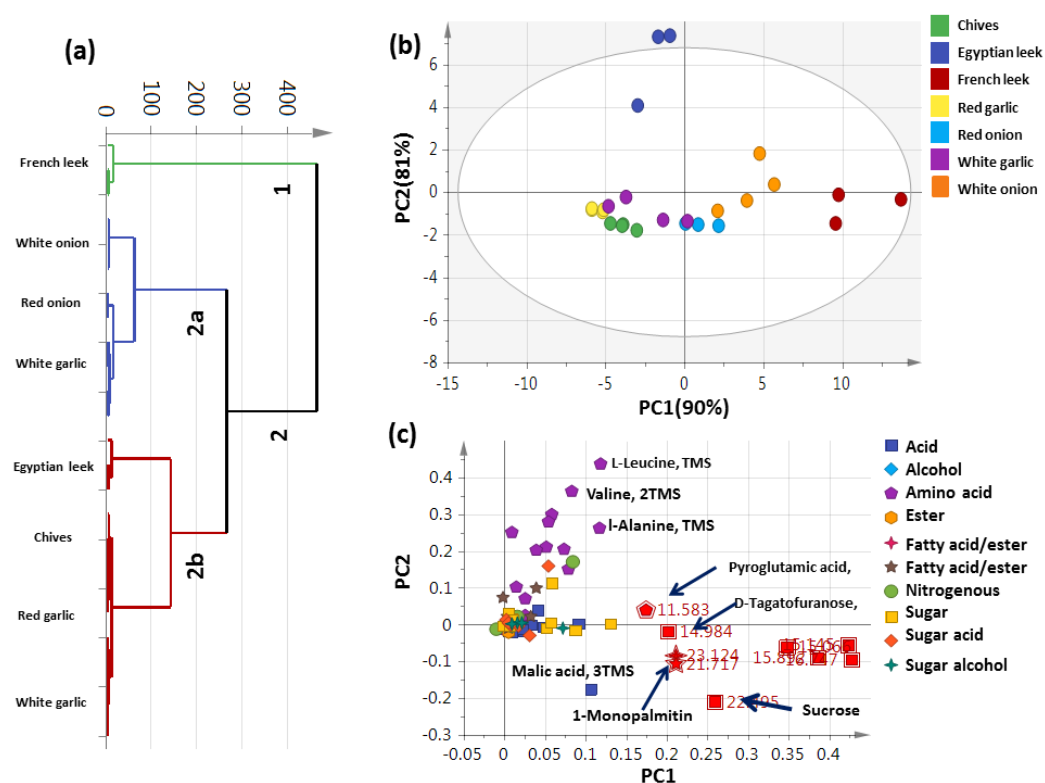 (a)
0
100
200
300
400
French leek
White onion
Red onion
White garlic
Egyptian leek
Chives
Red garlic
White garlic
1
2a
2
2b
(b)
PC2(81%)
6
4
2
0
-2
-4
-6
-8
-15
-10
-5
0
5
10
PC1(90%)
Chives
Egyptian leek
French leek
Red garlic
Red onion
White garlic
White onion
(c)
PC2
0.4
0.3
0.2
0.1
0
-0.1
-0.2
-0.3
-0.05
0
0.05
0.1
0.15
0.2
0.25
0.3
0.35
0.4
PC1
L-Leucine, TMS
Valine, 2TMS
l-Alanine, TMS
Pyroglutamic acid,
11.583
D-Tagatofuranose,
14.984
23.124
21.717
Malic acid, 3TMS
1-Monopalmitin
Sucrose
Acid
Alcohol
Amino acid
Ester
Fatty acid/ester
Fatty acid/ester
Nitrogenous
Sugar
Sugar acid
Sugar alcohol